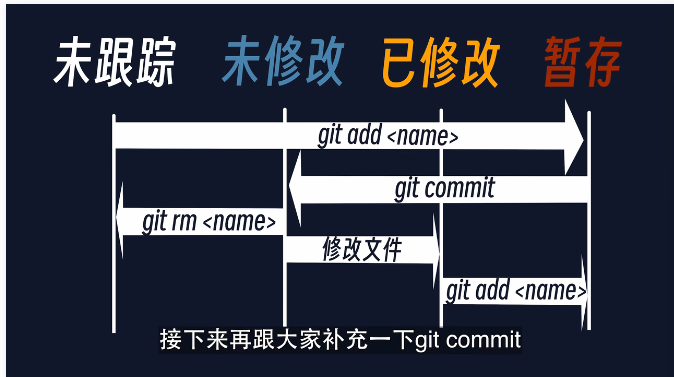 未跟踪 未修改 已修改 暂存
git add <name>
git commit
git rm <name>
修改文件
git add <name>
接下来再跟大家补充一下git commit